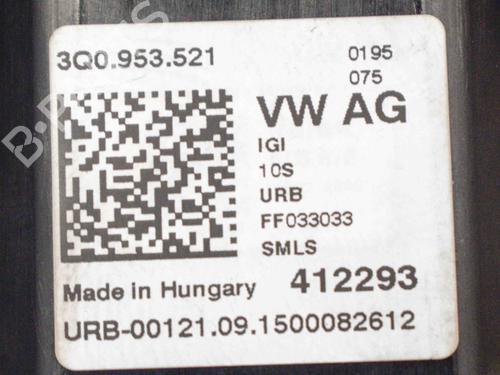 3Q0.953.521
0195
075
VW AG
IGI
10S
URB
FF033033
SMLS
Made in Hungary 412293
URB-00121.09.1500082612